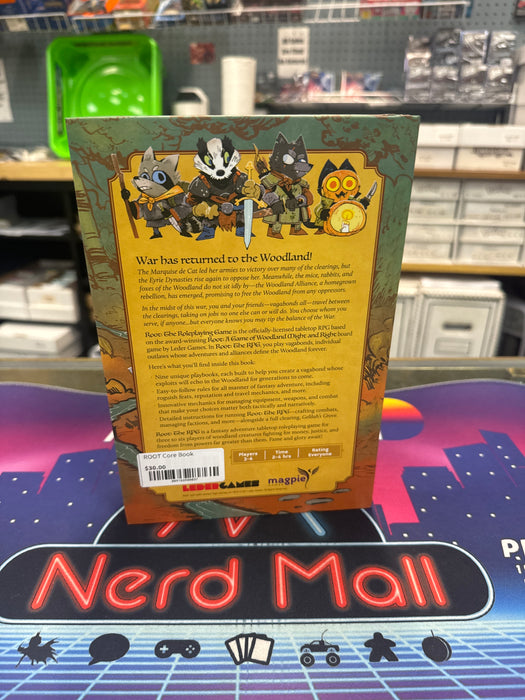 War has returned to the Woodland!
The Marquise de Cat led her armies to victory over many of the clearings, but
the Eyrie Dynasties rise again to oppose her. Meanwhile, the mice, rabbits, and
foxes of the Woodland do not sit idly by—the Woodland Alliance, a homegrown
rebellion, has emerged, promising to free the Woodland from any oppressors.
In the midst of this war, you and your friends—vagabonds all—travel between
the clearings, taking on jobs no one else can or will do. You choose whom you
serve, if anyone...but everyone knows you may tip the balance of the War.
Root: The Roleplaying Game is the officially-licensed tabletop RPG based
on the award-winning Root: A Game of Woodland Might and Right board
game by Leder Games. In Root: The RPG, you play vagabonds, individual
outlaws whose adventures and alliances define the Woodland forever.
Here's what you'll find inside this book:
Nine unique playbooks, each built to help you create a vagabond whose
exploits will echo in the Woodland for generations to come.
Easy-to-follow rules for all manner of fantasy adventure, including
roguish feats, reputation and travel mechanics, and more.
Innovative mechanics for managing equipment, weapons, and combat
that make your choices matter both tactically and narratively.
Detailed instructions for running Root: The RPG—crafting combats,
managing factions, and more—alongside a full clearing, Gelilah's Grove.
Root: The RPG is a fantasy adventure tabletop roleplaying game for
three to six players of woodland creatures fighting for money, justice, and
freedom from powers far greater than them. Fame and glory await!
ROOT Core Book
$30.00
Players
3-6
Time
2-4 hrs
Rating
Everyone
LEDER GAMES
magpie
Nerd Mall